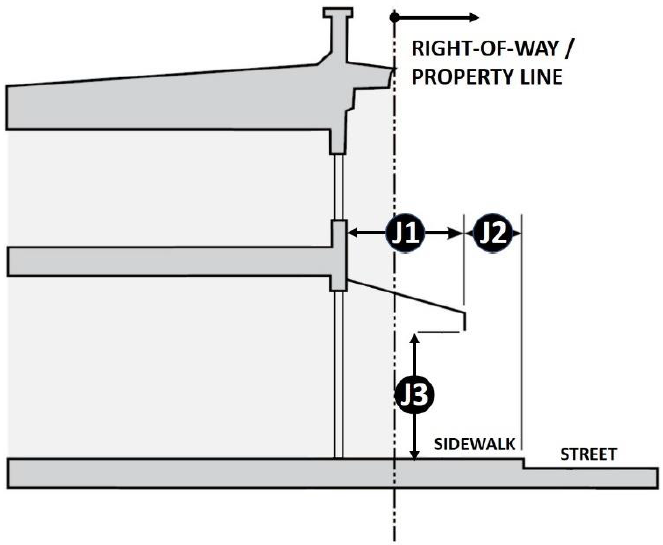 RIGHT-OF-WAY /
PROPERTY LINE
J1
J2
J3
SIDEWALK
STREET